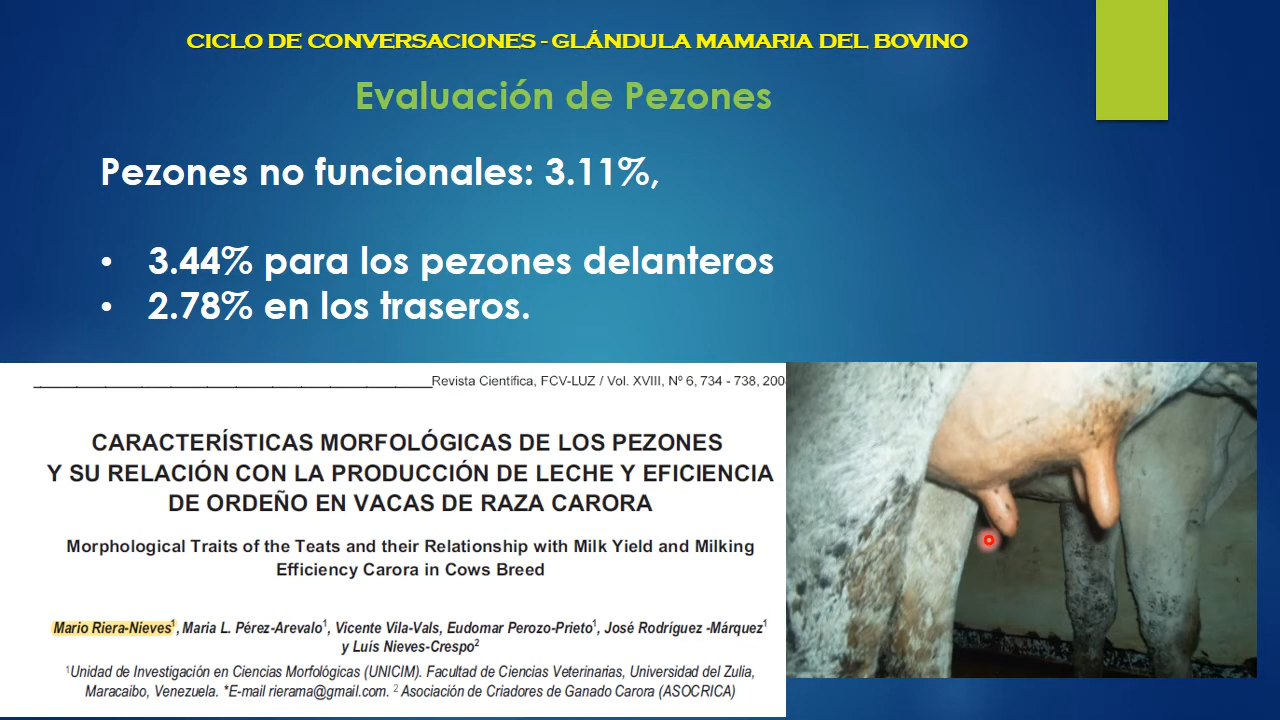 CICLO DE CONVERSACIONES - GLÁNDULA MAMARIA DEL BOVINO
Evaluación de Pezones
Pezones no funcionales: 3.11%,
• 3.44% para los pezones delanteros
• 2.78% en los traseros.
Revista Científica, FCV-LUZ / Vol. XVIII, Nº 6, 734 - 738, 200
CARACTERÍSTICAS MORFOLÓGICAS DE LOS PEZONES
Y SU RELACIÓN CON LA PRODUCCIÓN DE LECHE Y EFICIENCIA
DE ORDEÑO EN VACAS DE RAZA CARORA
Morphological Traits of the Teats and their Relationship with Milk Yield and Milking
Efficiency Carora in Cows Breed
Mario Riera-Nieves¹, Maria L. Pérez-Arevalo¹, Vicente Vila-Vals, Eudomar Perozo-Prieto¹, José Rodríguez -Márquez¹
y Luis Nieves-Crespo²
¹Unidad de Investigación en Ciencias Morfológicas (UNICIM). Facultad de Ciencias Veterinarias, Universidad del Zulia,
Maracaibo, Venezuela. *E-mail rierama@gmail.com. ² Asociación de Criadores de Ganado Carora (ASOCRICA)